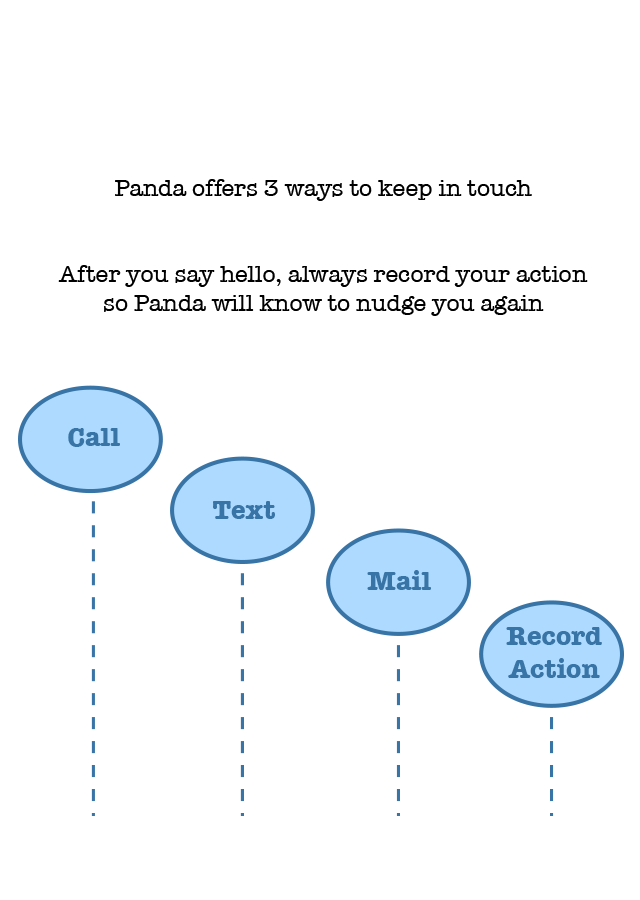 Panda offers 3 ways to keep in touch
After you say hello, always record your action
so Panda will know to nudge you again
Call
Text
Mail
Record
Action